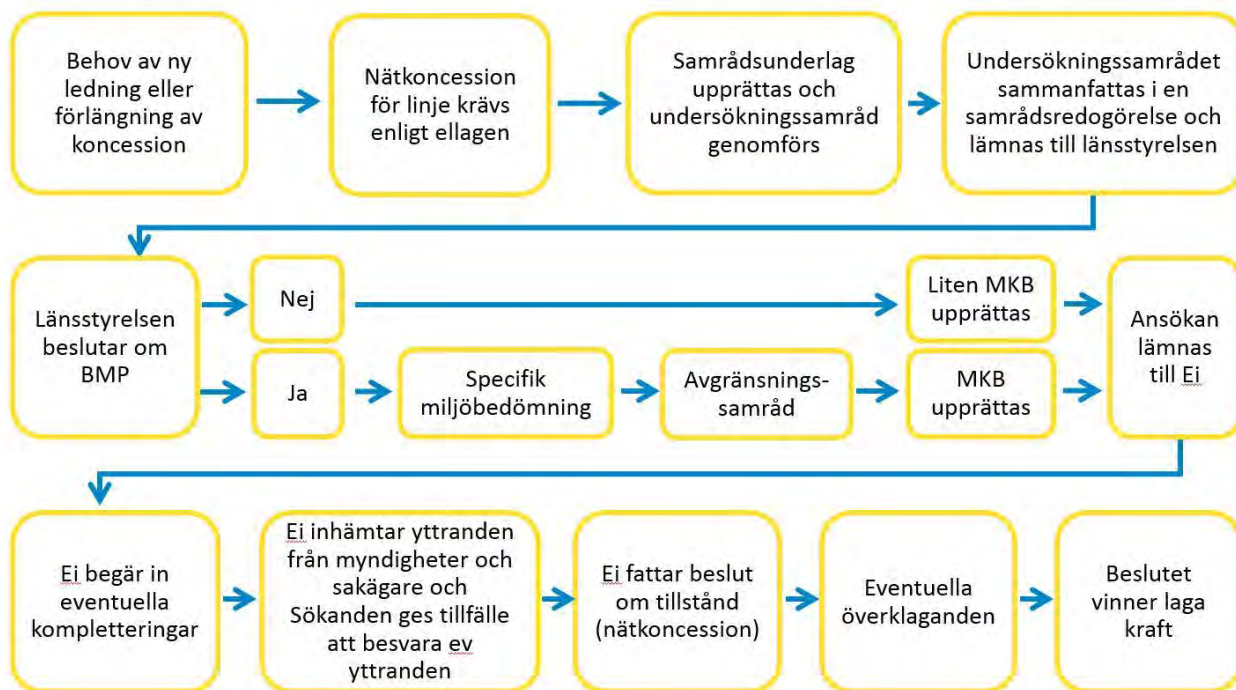 Behov av ny
ledning eller
förlängning av
koncession
Nätkoncession
för linje krävs
enligt ellagen
Samrådsunderlag
upprättas och
undersökningssamråd
genomförs
Undersökningssamrådet
sammanfattas i en
samrådsredogörelse och
lämnas till länsstyrelsen
Länsstyrelsen
beslutar om
BMP
Nej
Liten MKB
upprättas
Ja
Specifik
miljöbedömning
Avgränsnings-
samråd
MKB
upprättas
Ansökan
lämnas
till Ei
Ei begär in
eventuella
kompletteringar
Ei inhämtar yttranden
från myndigheter och
sakägare och
Sökanden ges tillfälle
att besvara ev
yttranden
Ei fattar beslut
om tillstånd
(nätkoncession)
Eventuella
överklaganden
Beslutet
vinner laga
kraft